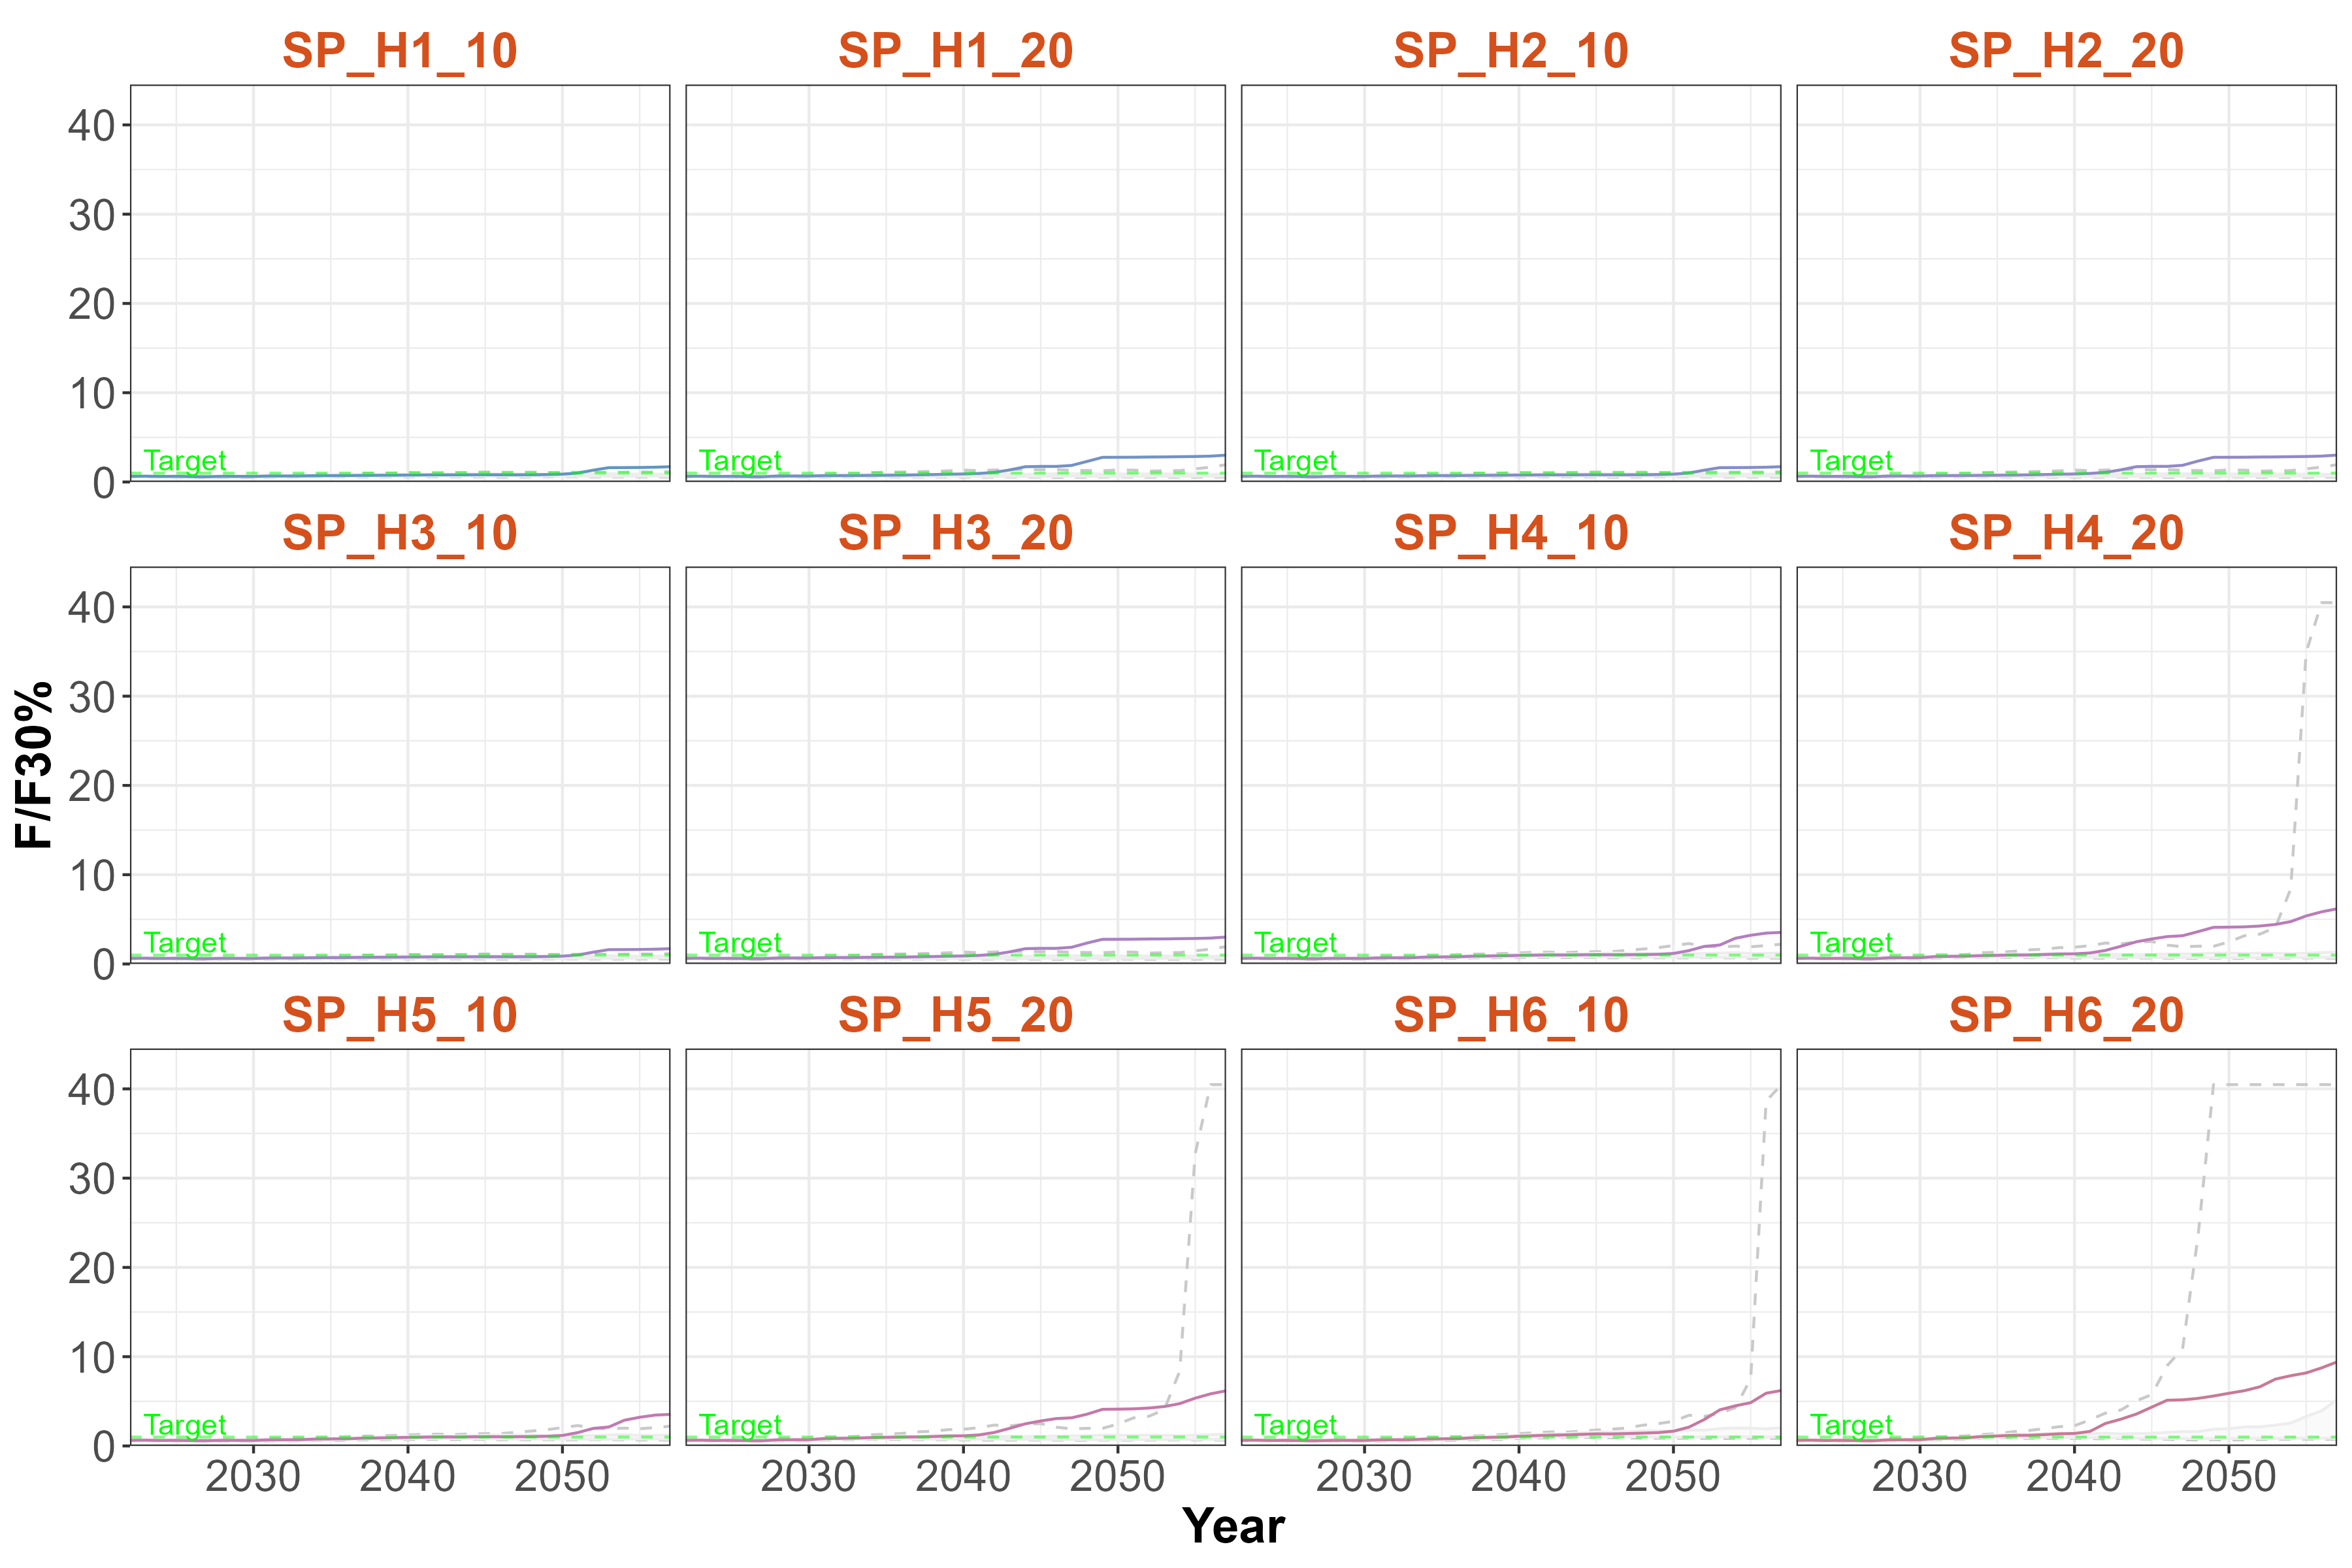 SP_H1_10 SP_H1_20 SP_H2_10 SP_H2_20
40
30
20
10
0
Target Target Target Target
SP_H3_10 SP_H3_20 SP_H4_10 SP_H4_20
40
30
20
10
0
Target Target Target Target
F/F30%
SP_H5_10 SP_H5_20 SP_H6_10 SP_H6_20
40
30
20
10
0
Target Target Target Target
2030 2040 2050 2030 2040 2050 2030 2040 2050 2030 2040 2050
Year